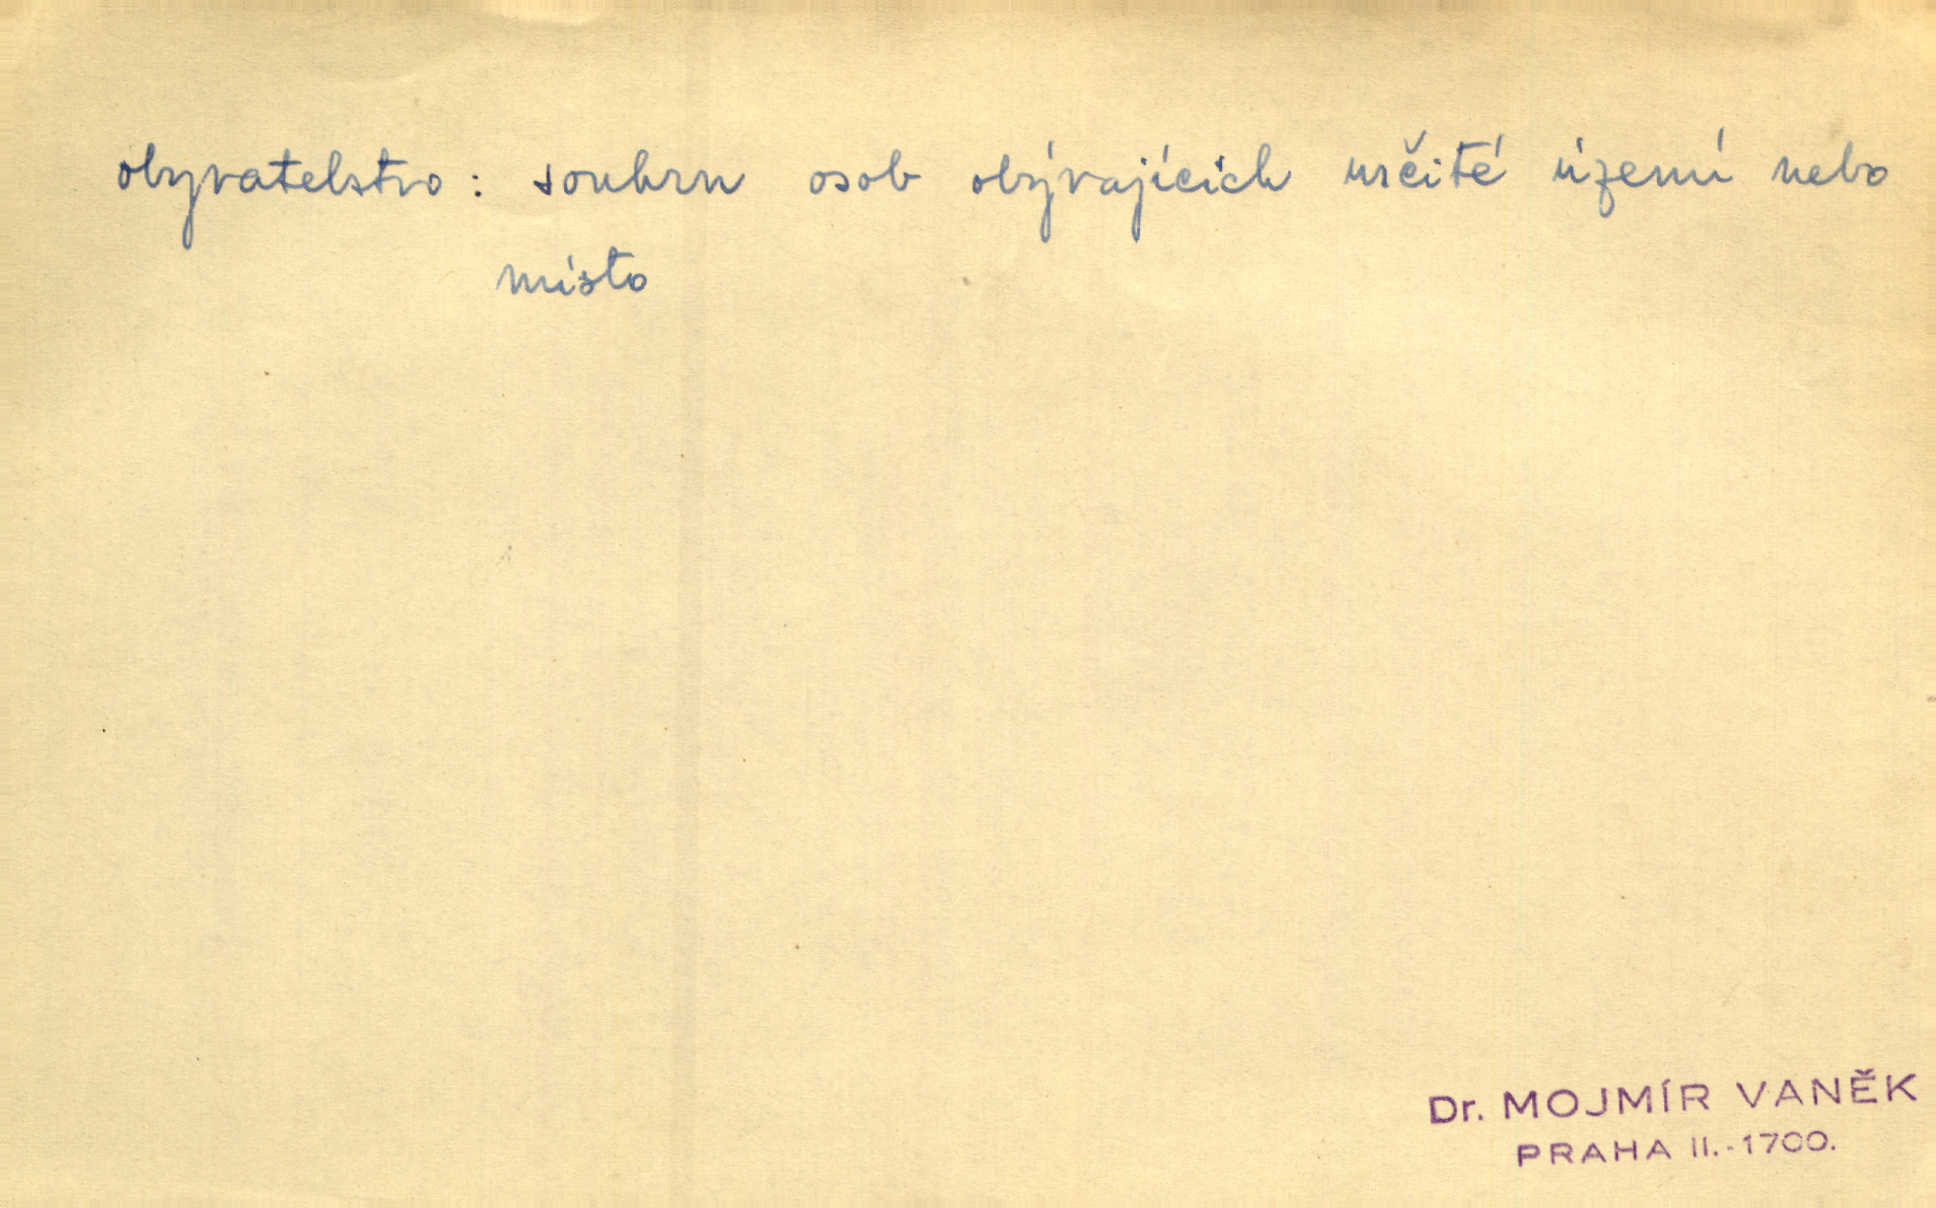 obyvatelstvo: souhrn osob obývajících určité území nebo
místo
Dr. MOJMÍR VANĚK
PRAHA II.-1700.